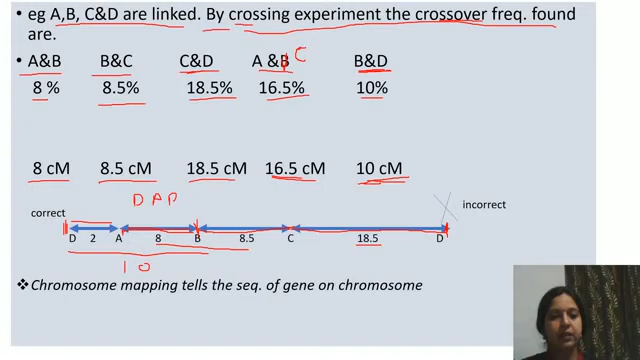 • eg A,B, C&D are linked. By crossing experiment the crossover freq. found
are.
• A&B B&C C&D A &B C B&D
8 % 8.5% 18.5% 16.5% 10%
8 cM 8.5 cM 18.5 cM 16.5 cM 10 cM
D A
correct incorrect
D 2 A 8 B 8.5 C 18.5 D
10
❖ Chromosome mapping tells the seq. of gene on chromosome